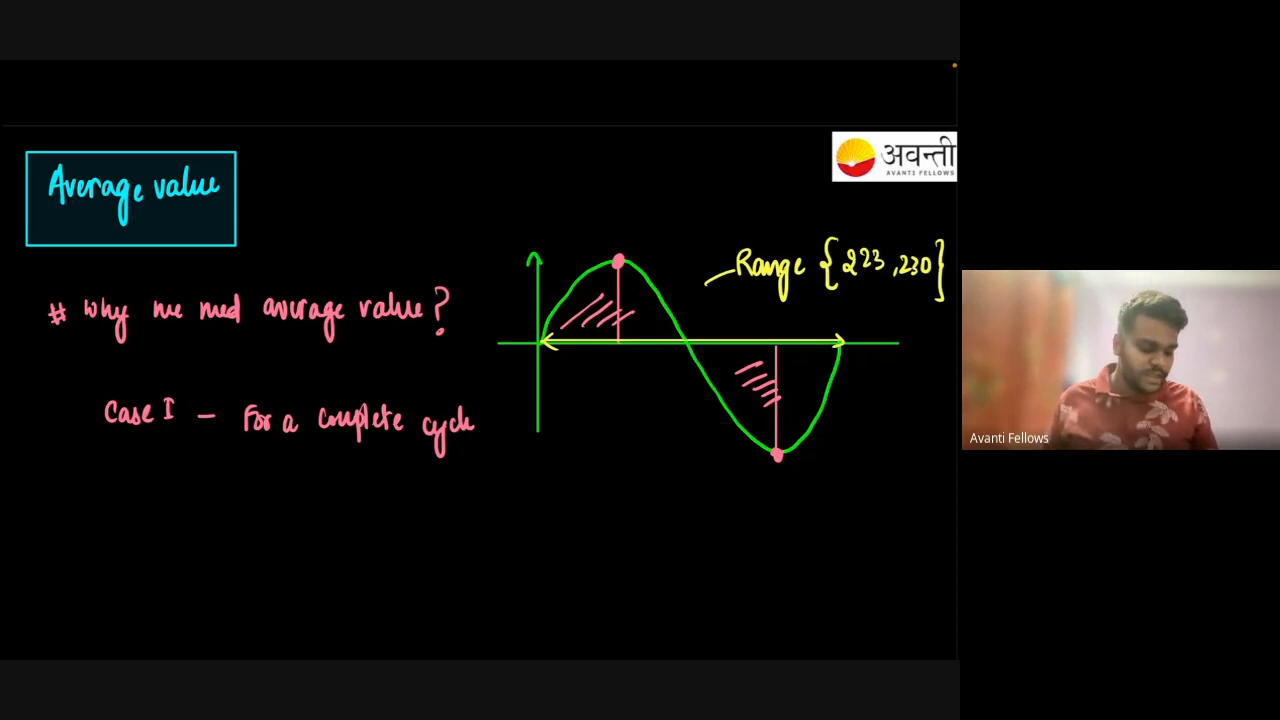 Average value
अवन्ती
AVANTI FELLOWS
Range {223, 230}
# why we need average value?
Case I - For a complete cycle
Avanti Fellows